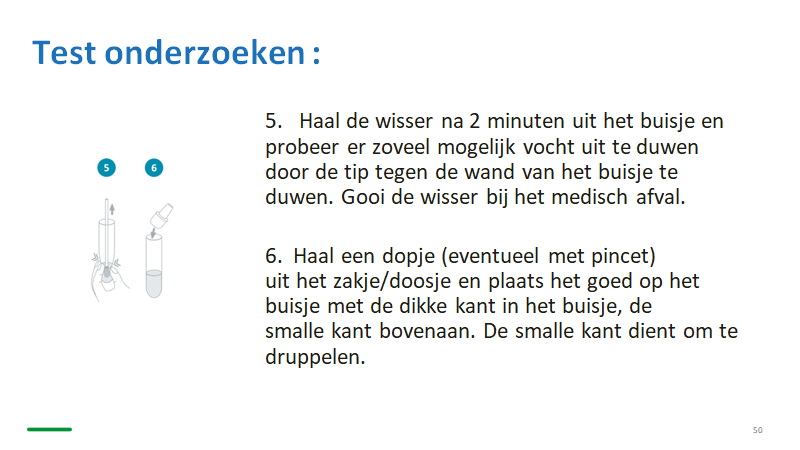 Test onderzoeken :
5. Haal de wisser na 2 minuten uit het buisje en
probeer er zoveel mogelijk vocht uit te duwen
door de tip tegen de wand van het buisje te
duwen. Gooi de wisser bij het medisch afval.
5 6
6. Haal een dopje (eventueel met pincet)
uit het zakje/doosje en plaats het goed op het
buisje met de dikke kant in het buisje, de
smalle kant bovenaan. De smalle kant dient om te
druppelen.
50